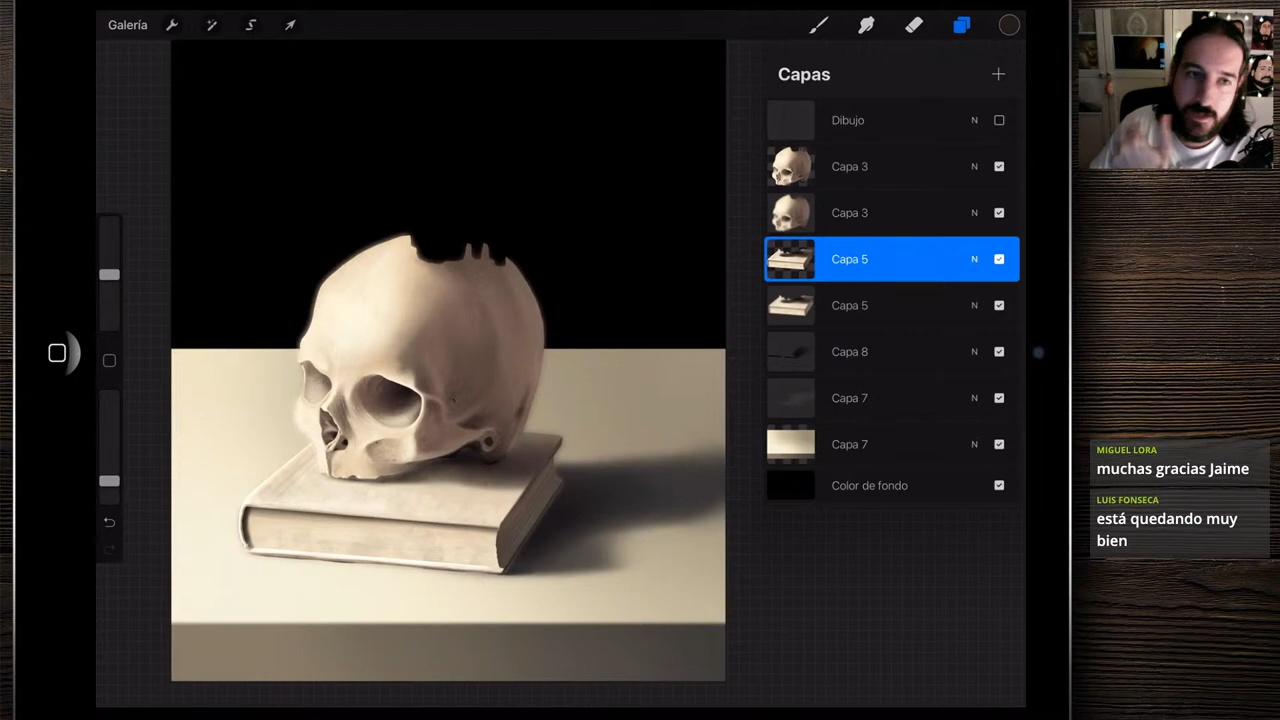 Galería
Capas
Dibujo N
Capa 3 N
Capa 3 N
Capa 5 N
Capa 5 N
Capa 8 N
Capa 7 N
Capa 7 N
Color de fondo
MIGUEL LORA
muchas gracias Jaime
LUIS FONSECA
está quedando muy
bien